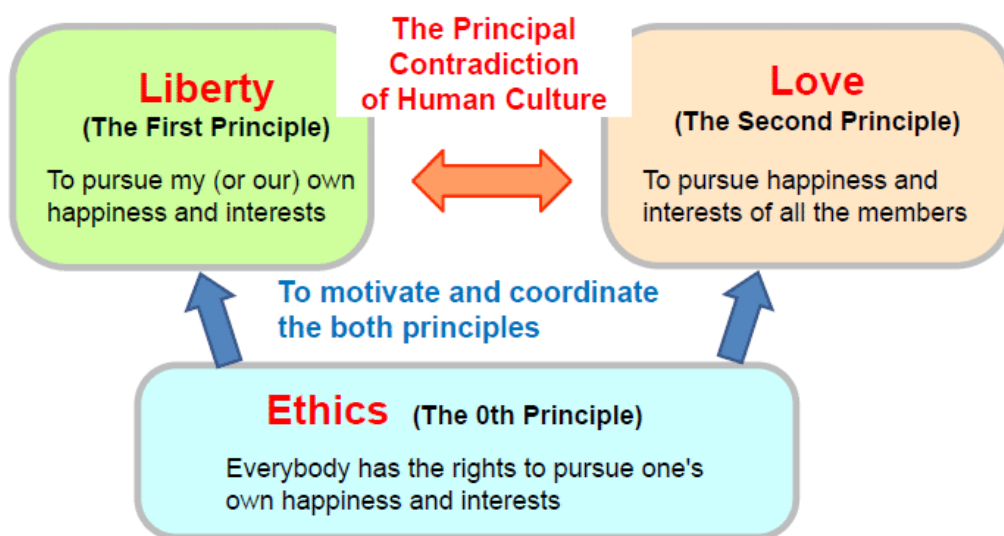 The Principal
Contradiction
of Human Culture
Liberty
(The First Principle)
To pursue my (or our) own
happiness and interests
Love
(The Second Principle)
To pursue happiness and
interests of all the members
To motivate and coordinate
the both principles
Ethics (The 0th Principle)
Everybody has the rights to pursue one's
own happiness and interests